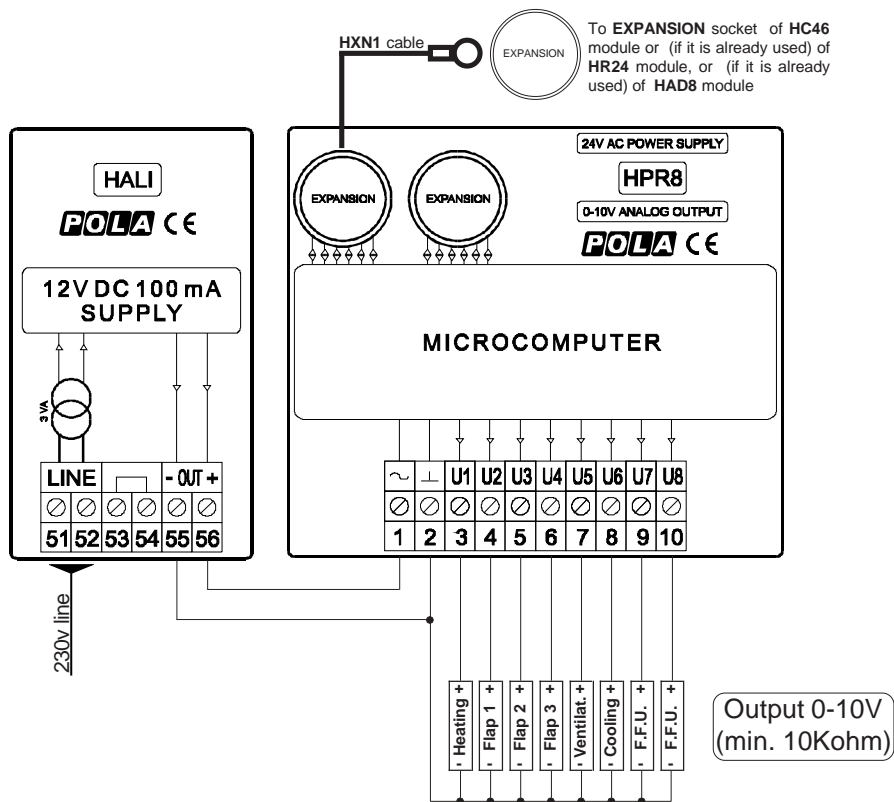 HXN1 cable
EXPANSION
To EXPANSION socket of HC46
module or (if it is already used) of
HR24 module, or (if it is already
used) of HAD8 module
HALI
POLA CE
12V DC 100 mA
SUPPLY
3 VA
LINE - OUT +
51 52 53 54 55 56
230v line
EXPANSION
EXPANSION
24V AC POWER SUPPLY
HPR8
0-10V ANALOG OUTPUT
POLA CE
MICROCOMPUTER
~ ⊥ U1 U2 U3 U4 U5 U6 U7 U8
1 2 3 4 5 6 7 8 9 10
- Heating +
- Flap 1 +
- Flap 2 +
- Flap 3 +
- Ventilat. +
- Cooling +
- F.F.U. +
- F.F.U. +
Output 0-10V
(min. 10Kohm)